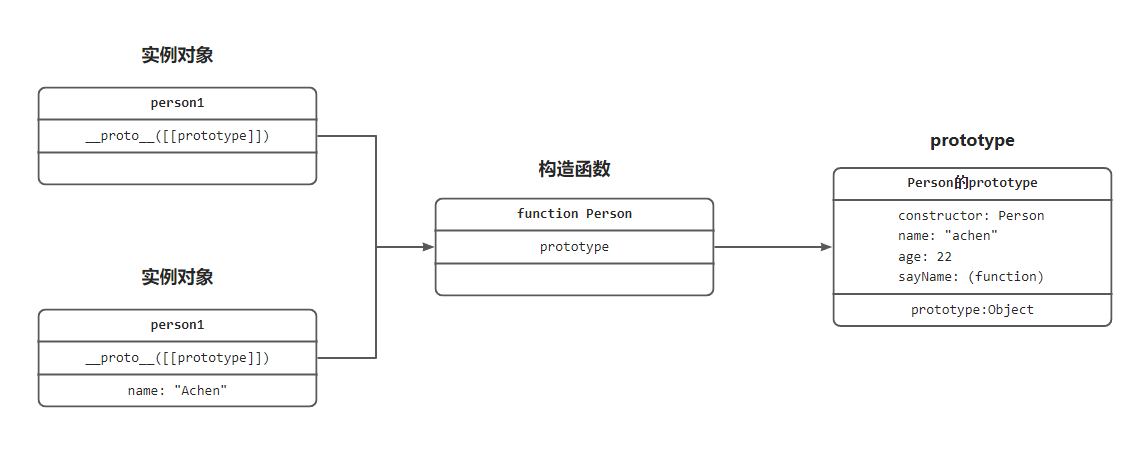 实例对象
person1
__proto__([[prototype]])
实例对象
person1
__proto__([[prototype]])
name: "Achen"
构造函数
function Person
prototype
prototype
Person的prototype
constructor: Person
name: "achen"
age: 22
sayName: (function)
prototype:Object